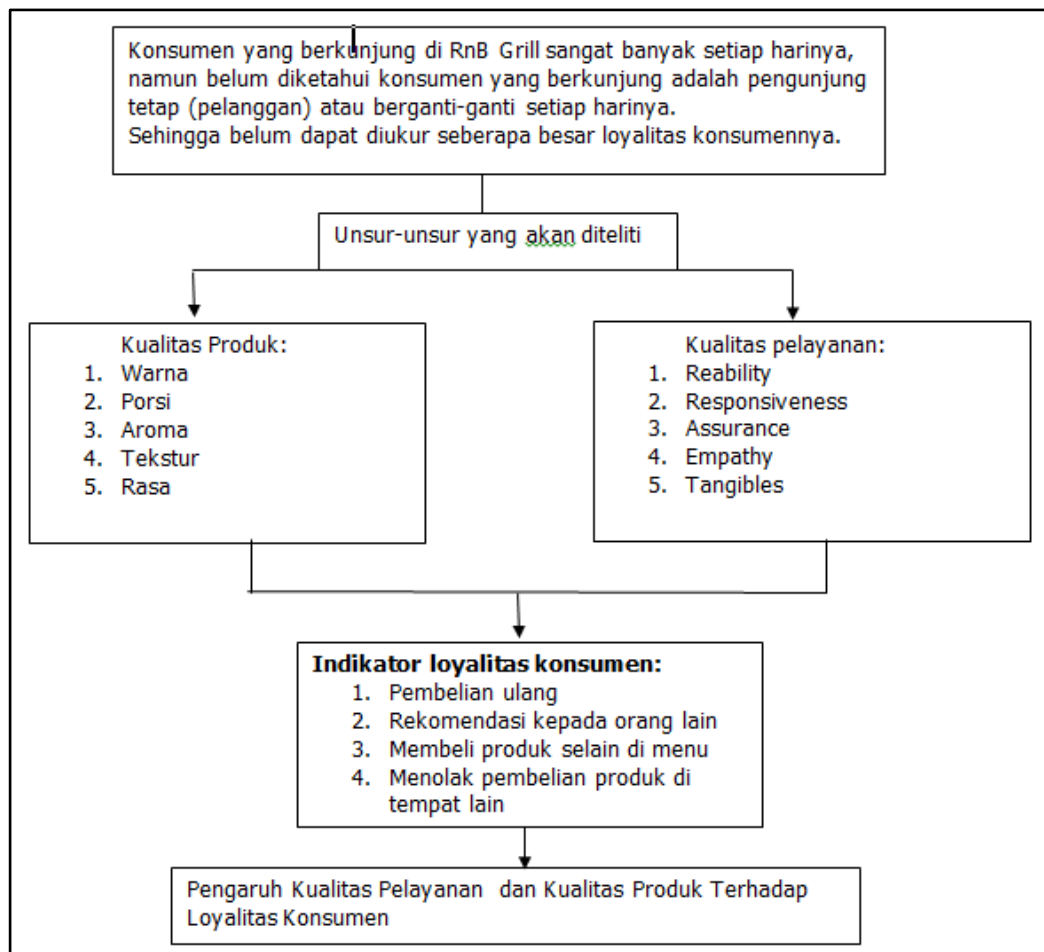 Konsumen yang berkunjung di RnB Grill sangat banyak setiap harinya,
namun belum diketahui konsumen yang berkunjung adalah pengunjung
tetap (pelanggan) atau berganti-ganti setiap harinya.
Sehingga belum dapat diukur seberapa besar loyalitas konsumennya.
Unsur-unsur yang akan diteliti
Kualitas Produk:
1. Warna
2. Porsi
3. Aroma
4. Tekstur
5. Rasa
Kualitas pelayanan:
1. Reability
2. Responsiveness
3. Assurance
4. Empathy
5. Tangibles
Indikator loyalitas konsumen:
1. Pembelian ulang
2. Rekomendasi kepada orang lain
3. Membeli produk selain di menu
4. Menolak pembelian produk di
tempat lain
Pengaruh Kualitas Pelayanan dan Kualitas Produk Terhadap
Loyalitas Konsumen